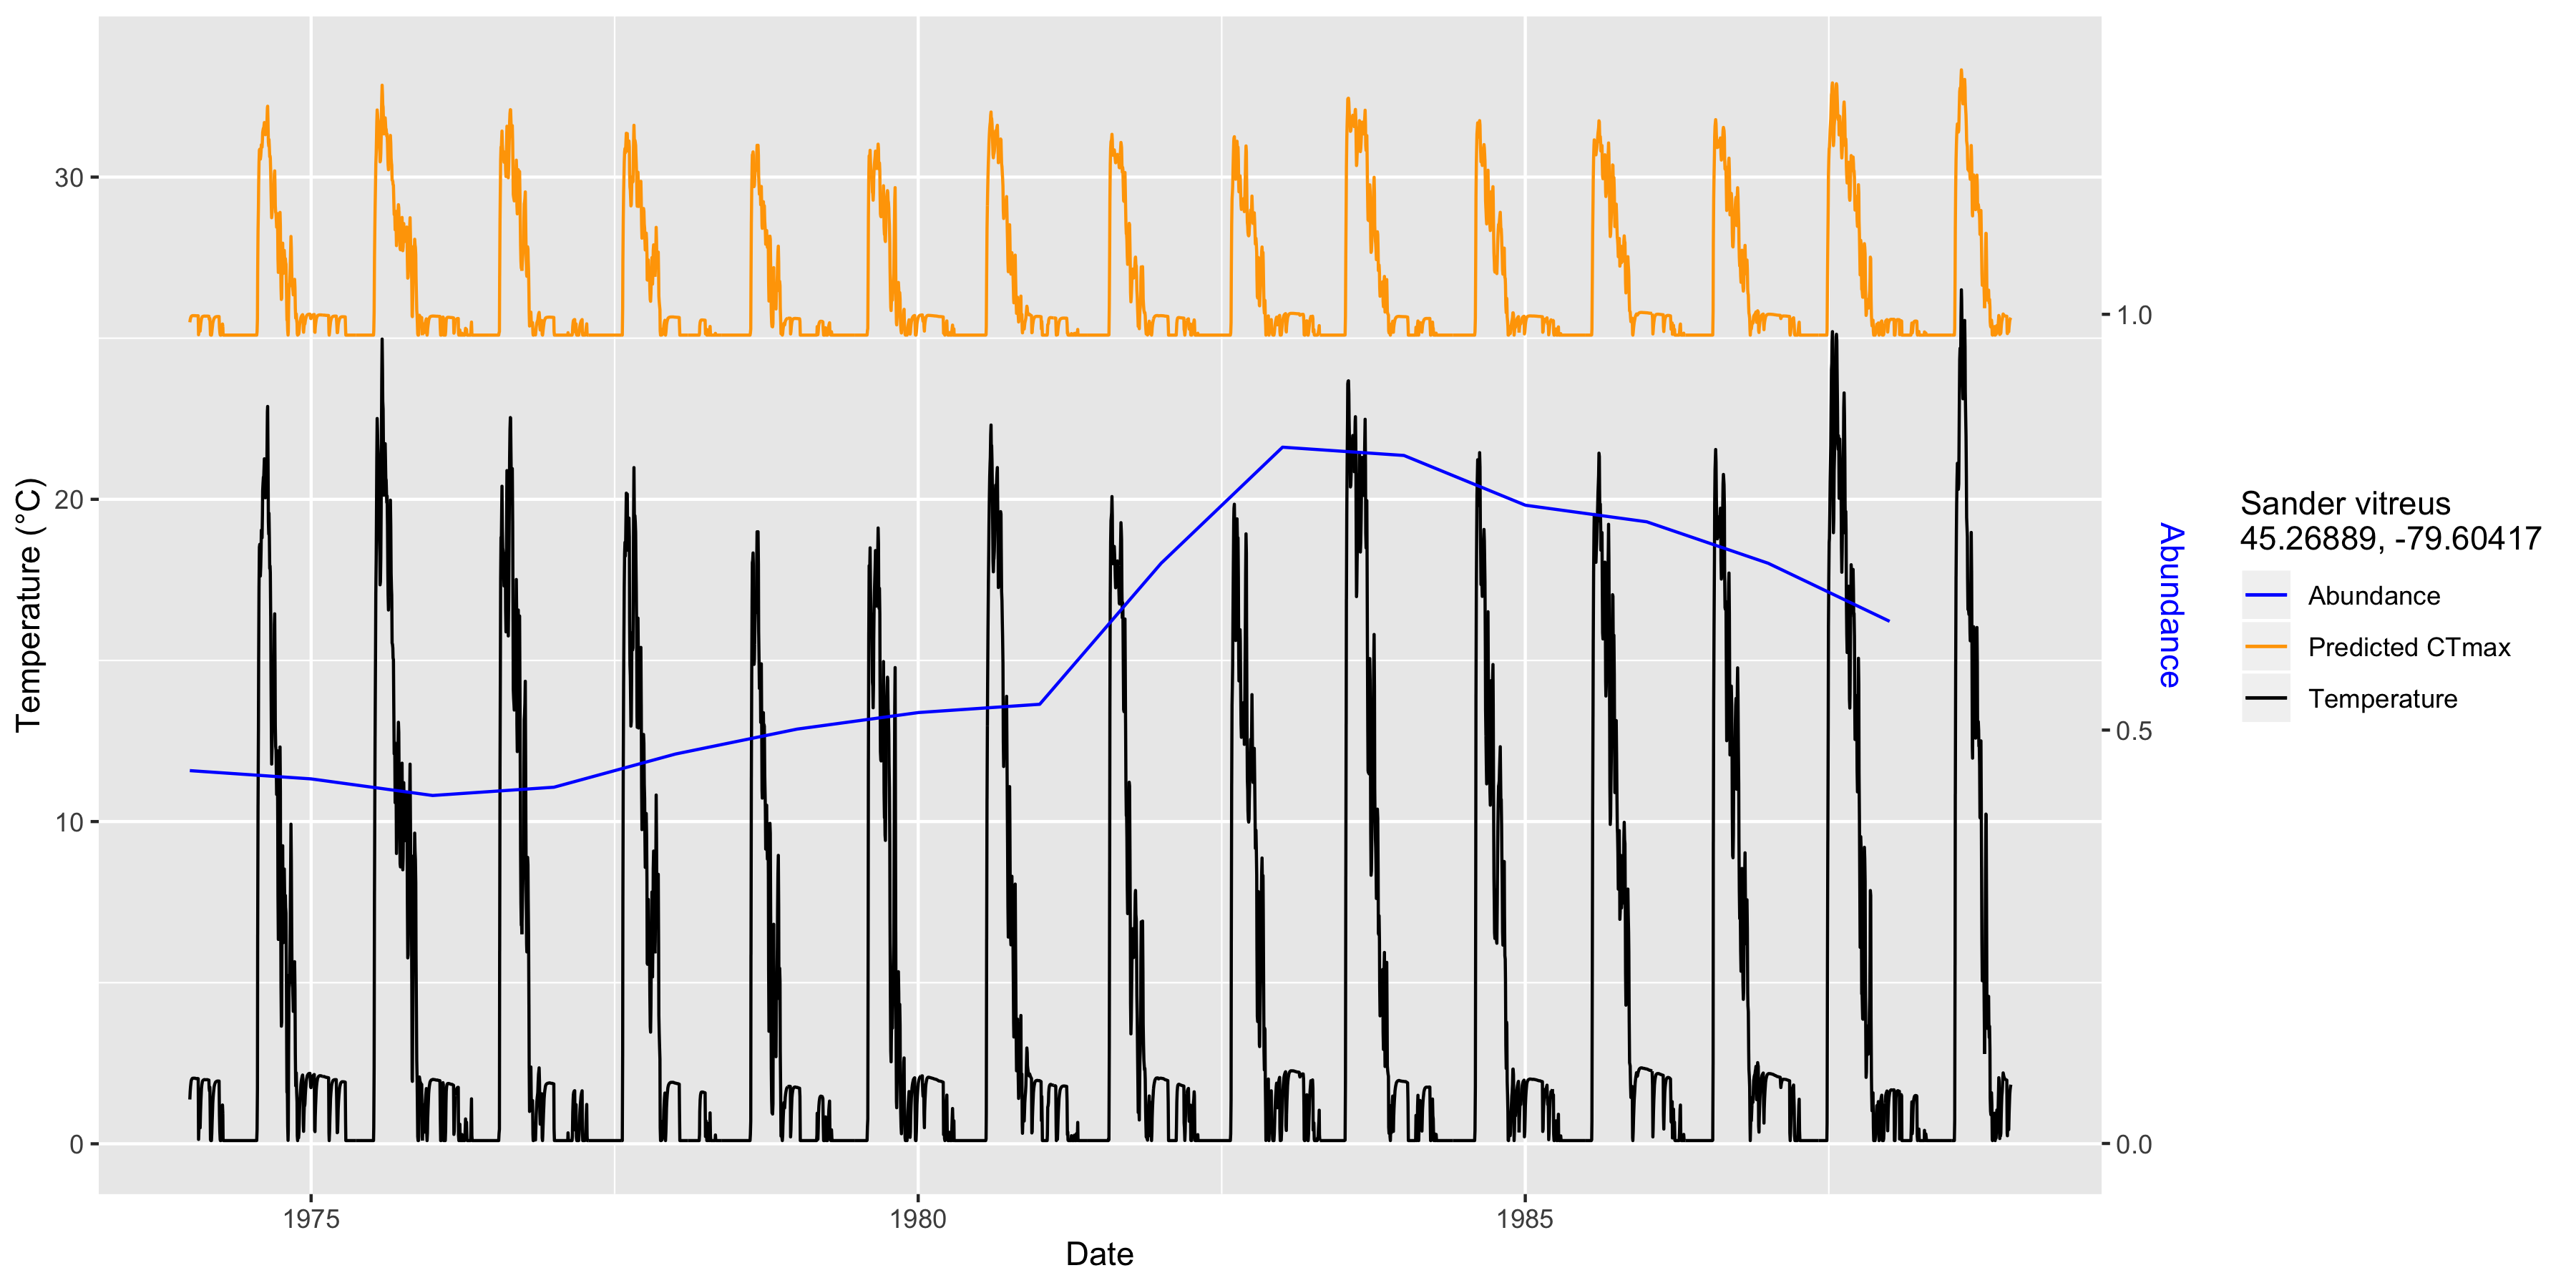 30
20
10
0
Temperature (°C)
1975
1980
1985
Date
1.0
0.5
0.0
Abundance
Sander vitreus
45.26889, -79.60417
Abundance
Predicted CTmax
Temperature